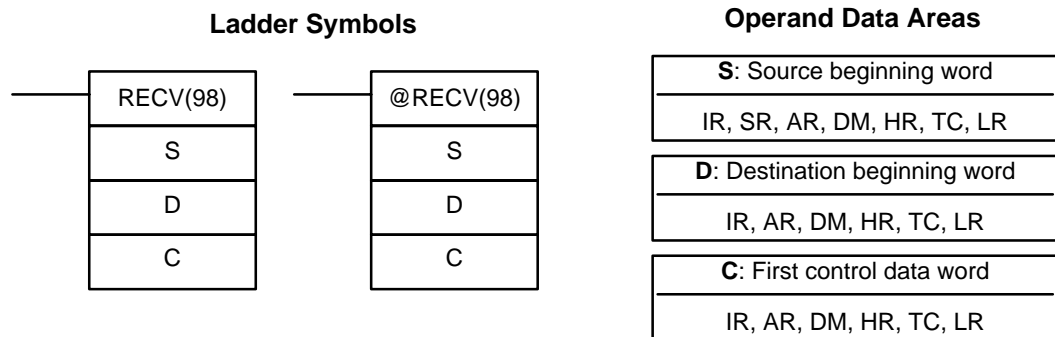 Ladder Symbols
RECV(98)
S
D
C
@RECV(98)
S
D
C
Operand Data Areas
S: Source beginning word
IR, SR, AR, DM, HR, TC, LR
D: Destination beginning word
IR, AR, DM, HR, TC, LR
C: First control data word
IR, AR, DM, HR, TC, LR